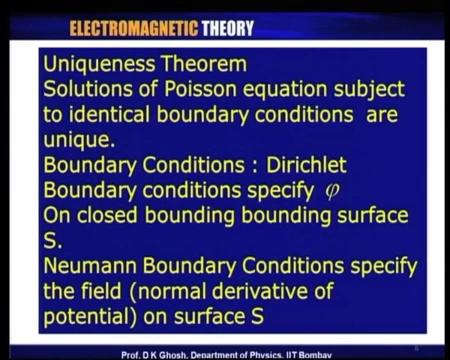 ELECTROMAGNETIC THEORY
Uniqueness Theorem
Solutions of Poisson equation subject
to identical boundary conditions are
unique.
Boundary Conditions : Dirichlet
Boundary conditions specify φ
On closed bounding bounding surface
S.
Neumann Boundary Conditions specify
the field (normal derivative of
potential) on surface S
6
Prof. D K Ghosh, Department of Physics, IIT Bombay